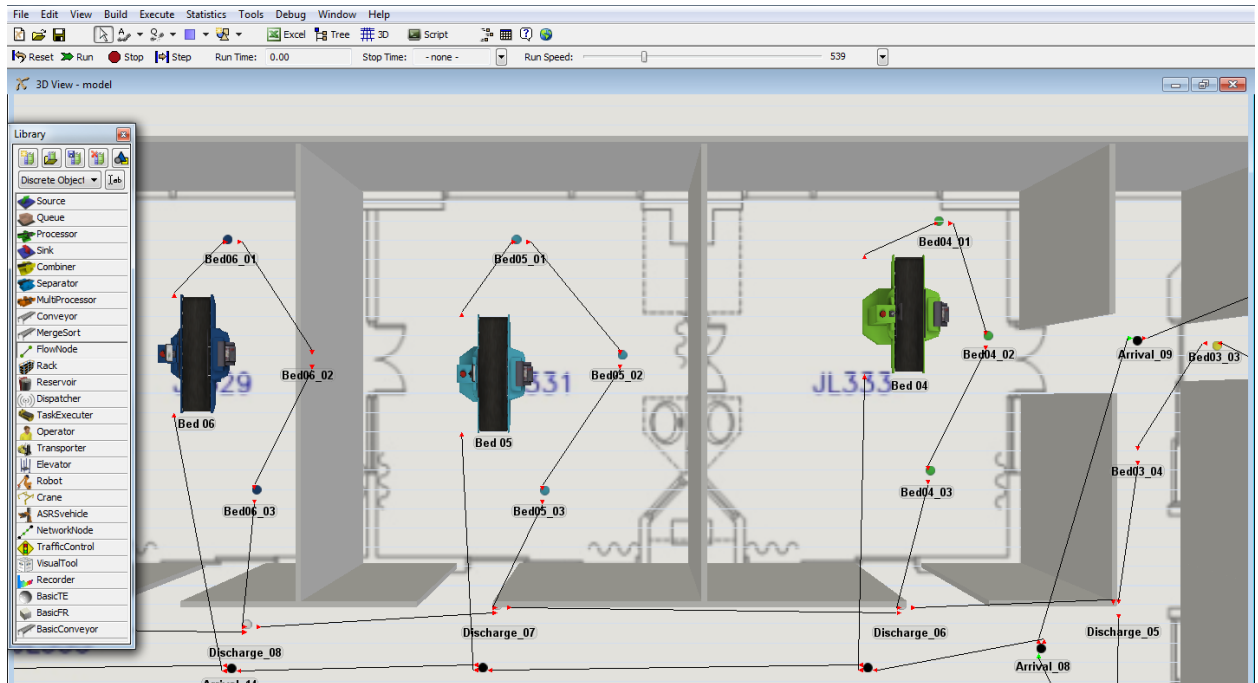 File Edit View Build Execute Statistics Tools Debug Window Help
Excel Tree 3D Script
Reset Run Stop Step Run Time: 0.00 Stop Time: - none - Run Speed: 539
3D View - model
Library
Discrete Object
Source
Queue
Processor
Sink
Combiner
Separator
MultiProcessor
Conveyor
MergeSort
FlowNode
Rack
Reservoir
Dispatcher
TaskExecuter
Operator
Transporter
Elevator
Robot
Crane
ASRSvehicle
NetworkNode
TrafficControl
VisualTool
Recorder
BasicTE
BasicFR
BasicConveyor
Bed06_01
Bed06_02
Bed 06
Bed06_03
Discharge_08
Bed05_01
Bed05_02
331
Bed 05
Bed05_03
Discharge_07
Bed04_01
Bed04_02
JL333
Bed 04
Bed04_03
Discharge_06
Arrival_09
Bed03_03
Bed03_04
Discharge_05
Arrival_08